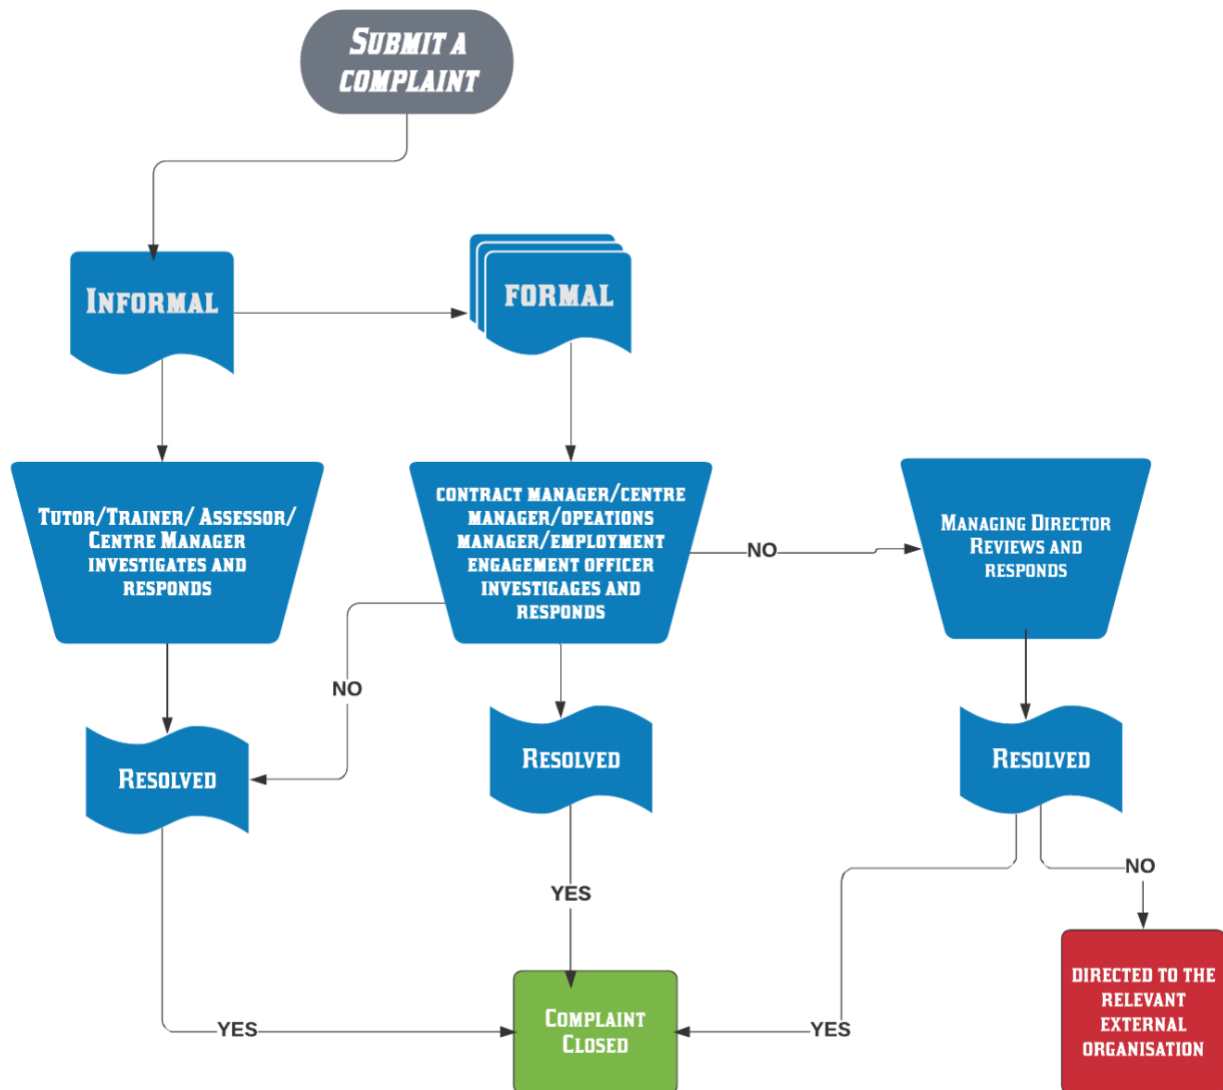 SUBMIT A
COMPLAINT
INFORMAL
FORMAL
TUTOR/TRAINER/ ASSESSOR/
CENTRE MANAGER
INVESTIGATES AND
RESPONDS
CONTRACT MANAGER/CENTRE
MANAGER/OPEATIONS
MANAGER/EMPLOYMENT
ENGAGEMENT OFFICER
INVESTIGAGES AND
RESPONDS
NO
MANAGING DIRECTOR
REVIEWS AND
RESPONDS
NO
RESOLVED
RESOLVED
RESOLVED
YES
NO
YES
COMPLAINT
CLOSED
YES
DIRECTED TO THE
RELEVANT
EXTERNAL
ORGANISATION